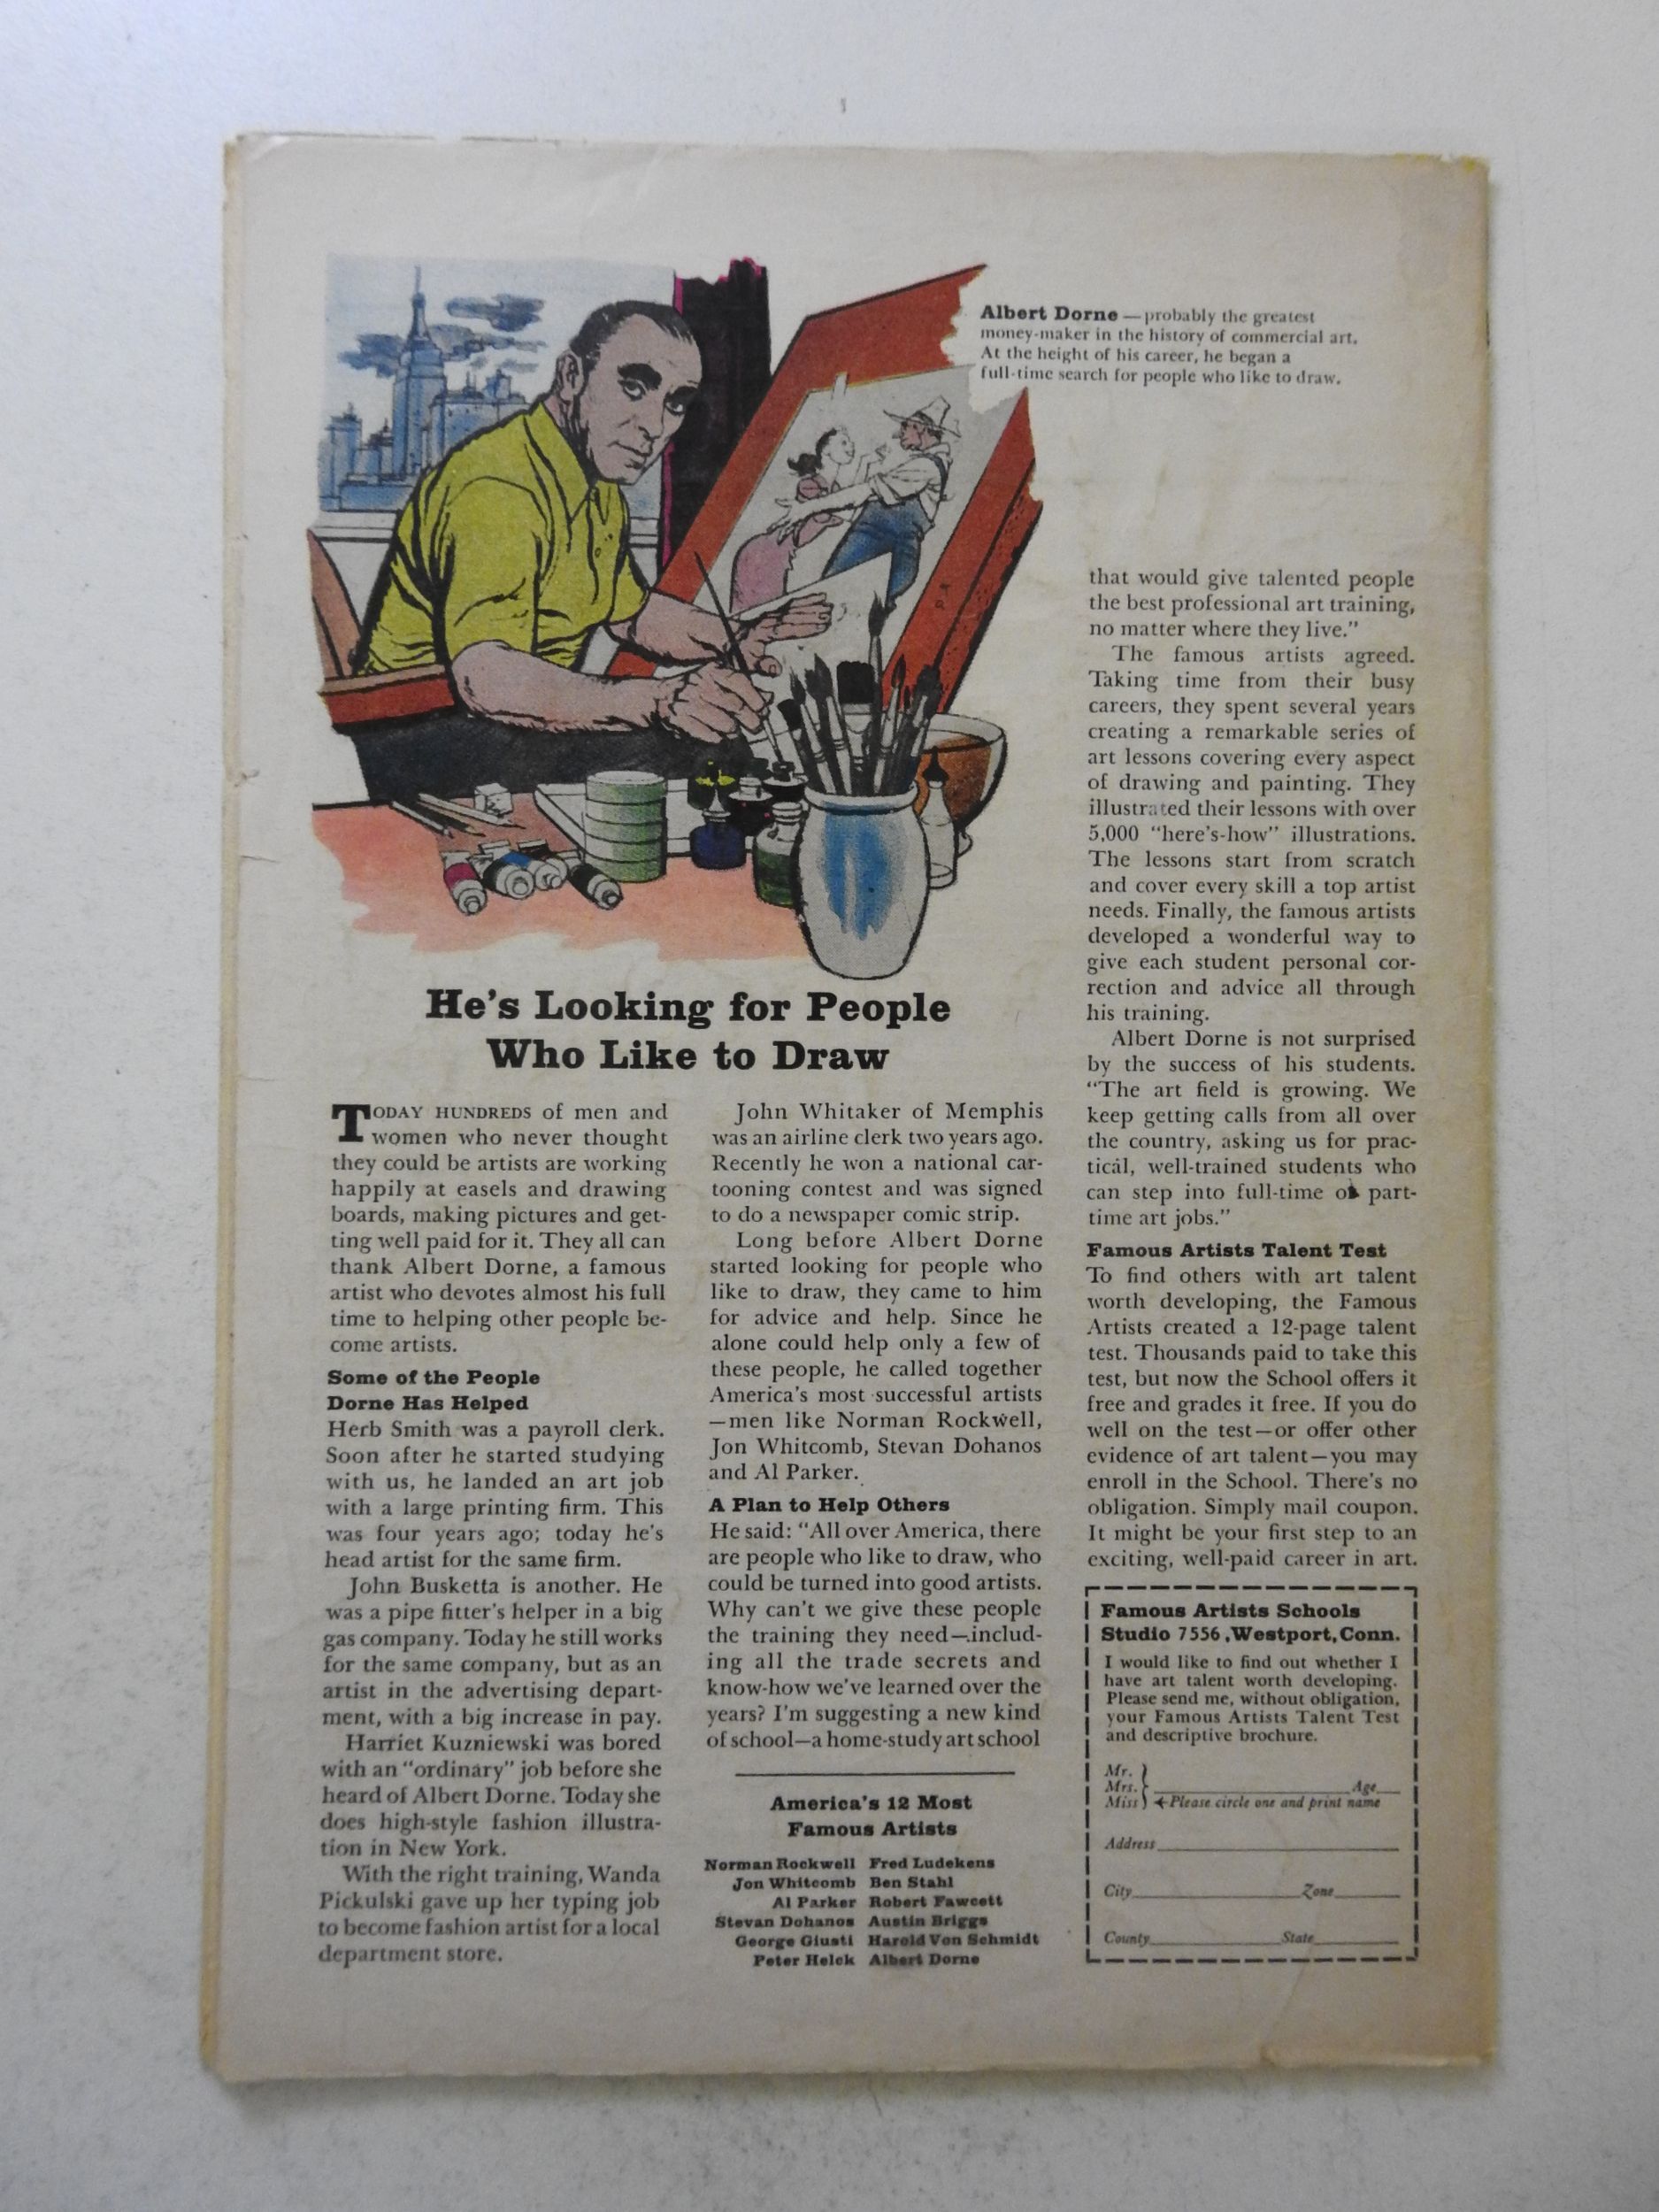 Albert Dorne — probably the greatest
money-maker in the history of commercial art.
At the height of his career, he began a
full-time search for people who like to draw.
He's Looking for People
Who Like to Draw
TODAY HUNDREDS of men and
women who never thought
they could be artists are working
happily at easels and drawing
boards, making pictures and get-
ting well paid for it. They all can
thank Albert Dorne, a famous
artist who devotes almost his full
time to helping other people be-
come artists.
Some of the People
Dorne Has Helped
Herb Smith was a payroll clerk.
Soon after he started studying
with us, he landed an art job
with a large printing firm. This
was four years ago; today he's
head artist for the same firm.
John Busketta is another. He
was a pipe fitter's helper in a big
gas company. Today he still works
for the same company, but as an
artist in the advertising depart-
ment, with a big increase in pay.
Harriet Kuzniewski was bored
with an "ordinary" job before she
heard of Albert Dorne. Today she
does high-style fashion illustra-
tion in New York.
With the right training, Wanda
Pickulski gave up her typing job
to become fashion artist for a local
department store.
John Whitaker of Memphis
was an airline clerk two years ago.
Recently he won a national car-
tooning contest and was signed
to do a newspaper comic strip.
Long before Albert Dorne
started looking for people who
like to draw, they came to him
for advice and help. Since he
alone could help only a few of
these people, he called together
America's most successful artists
—men like Norman Rockwell,
Jon Whitcomb, Stevan Dohanos
and Al Parker.
A Plan to Help Others
He said: "All over America, there
are people who like to draw, who
could be turned into good artists.
Why can't we give these people
the training they need—includ-
ing all the trade secrets and
know-how we've learned over the
years? I'm suggesting a new kind
of school—a home-study art school
America's 12 Most
Famous Artists
Norman Rockwell Fred Ludekens
Jon Whitcomb Ben Stahl
Al Parker Robert Fawcett
Stevan Dohanos Austin Briggs
George Giusti Harold Von Schmidt
Peter Helck Albert Dorne
that would give talented people
the best professional art training,
no matter where they live."
The famous artists agreed.
Taking time from their busy
careers, they spent several years
creating a remarkable series of
art lessons covering every aspect
of drawing and painting. They
illustrated their lessons with over
5,000 "here's-how" illustrations.
The lessons start from scratch
and cover every skill a top artist
needs. Finally, the famous artists
developed a wonderful way to
give each student personal cor-
rection and advice all through
his training.
Albert Dorne is not surprised
by the success of his students.
"The art field is growing. We
keep getting calls from all over
the country, asking us for prac-
tical, well-trained students who
can step into full-time or part-
time art jobs."
Famous Artists Talent Test
To find others with art talent
worth developing, the Famous
Artists created a 12-page talent
test. Thousands paid to take this
test, but now the School offers it
free and grades it free. If you do
well on the test—or offer other
evidence of art talent—you may
enroll in the School. There's no
obligation. Simply mail coupon.
It might be your first step to an
exciting, well-paid career in art.
Famous Artists Schools
Studio 7556, Westport, Conn.
I would like to find out whether I
have art talent worth developing.
Please send me, without obligation,
your Famous Artists Talent Test
and descriptive brochure.
Mr.
Mrs. Age
Miss Please circle one and print name
Address
City Zone
County State